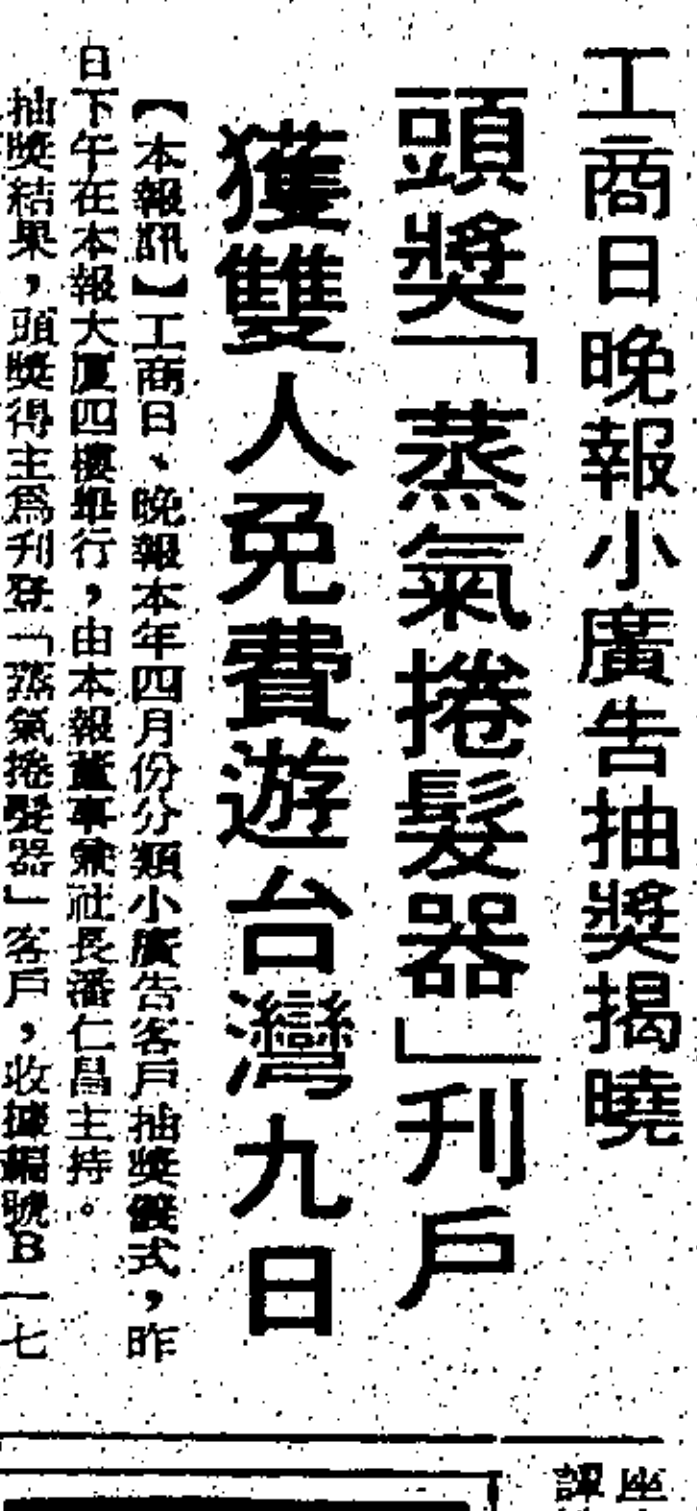 工商日晚報小廣告抽獎揭曉
頭獎「蒸氣捲髮器」刋戶
獲雙人免費遊台灣九日
【本報訊】工商日、晚報本年四月份分類小廣告客戶抽獎儀式，昨
日下午在本報大厦四樓舉行，由本報董事兼社長潘仁昌主持。
抽獎結果，頭獎得主爲刋登「蒸氣捲髮器」客戶，收據編號B一七
座
譚